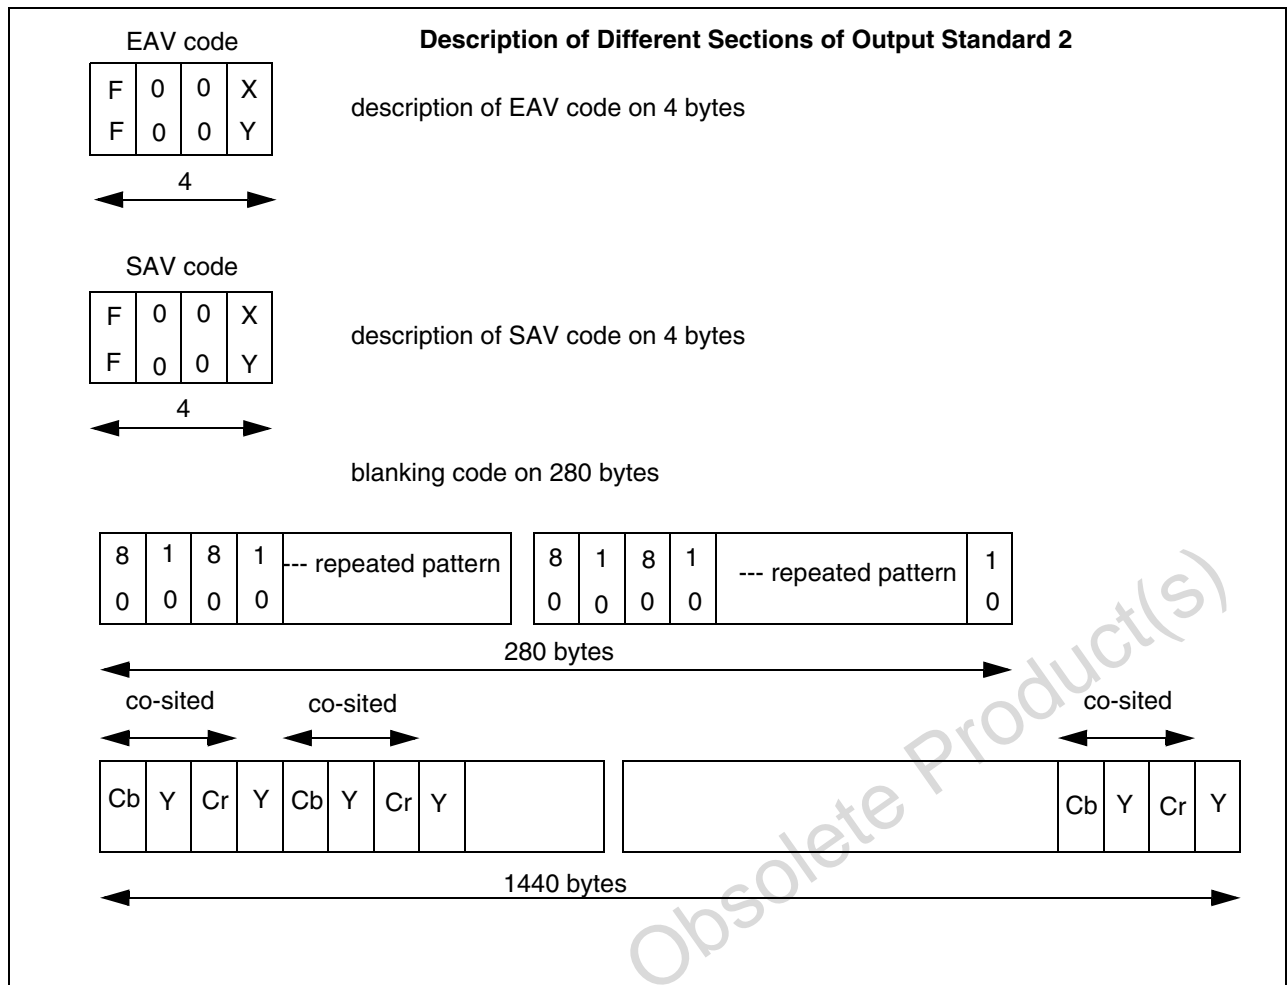 EAV code
Description of Different Sections of Output Standard 2
F 0 0 X
F 0 0 Y
description of EAV code on 4 bytes
4
SAV code
F 0 0 X
F 0 0 Y
description of SAV code on 4 bytes
4
blanking code on 280 bytes
8 1 8 1 --- repeated pattern 8 1 8 1 --- repeated pattern 1
0 0 0 0 0 0 0 0 0
280 bytes
co-sited co-sited co-sited
Cb Y Cr Y Cb Y Cr Y Cb Y Cr Y
1440 bytes
Obsolete Product(s)